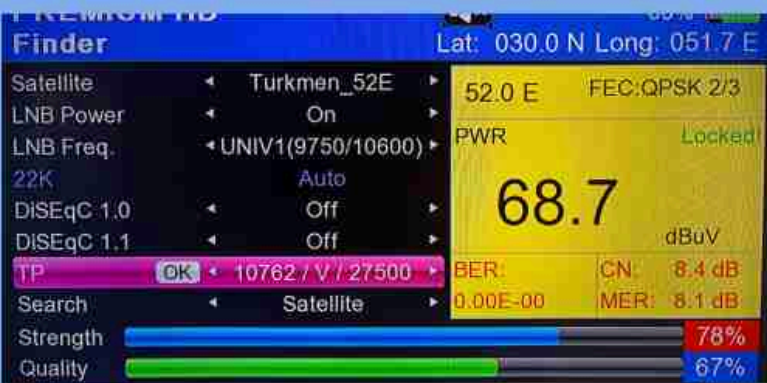 PREMIUM HD
Finder
Lat: 030.0 N Long: 051.7 E
Satellite Turkmen_52E
LNB Power On
LNB Freq. UNIV1(9750/10600)
22K Auto
DiSEqC 1.0 Off
DiSEqC 1.1 Off
TP OK 10762 / V / 27500
Search Satellite
52.0 E FEC:QPSK 2/3
PWR Locked!
68.7
dBuV
BER: CN: 8.4 dB
0.00E-00 MER: 8.1 dB
Strength 78%
Quality 67%